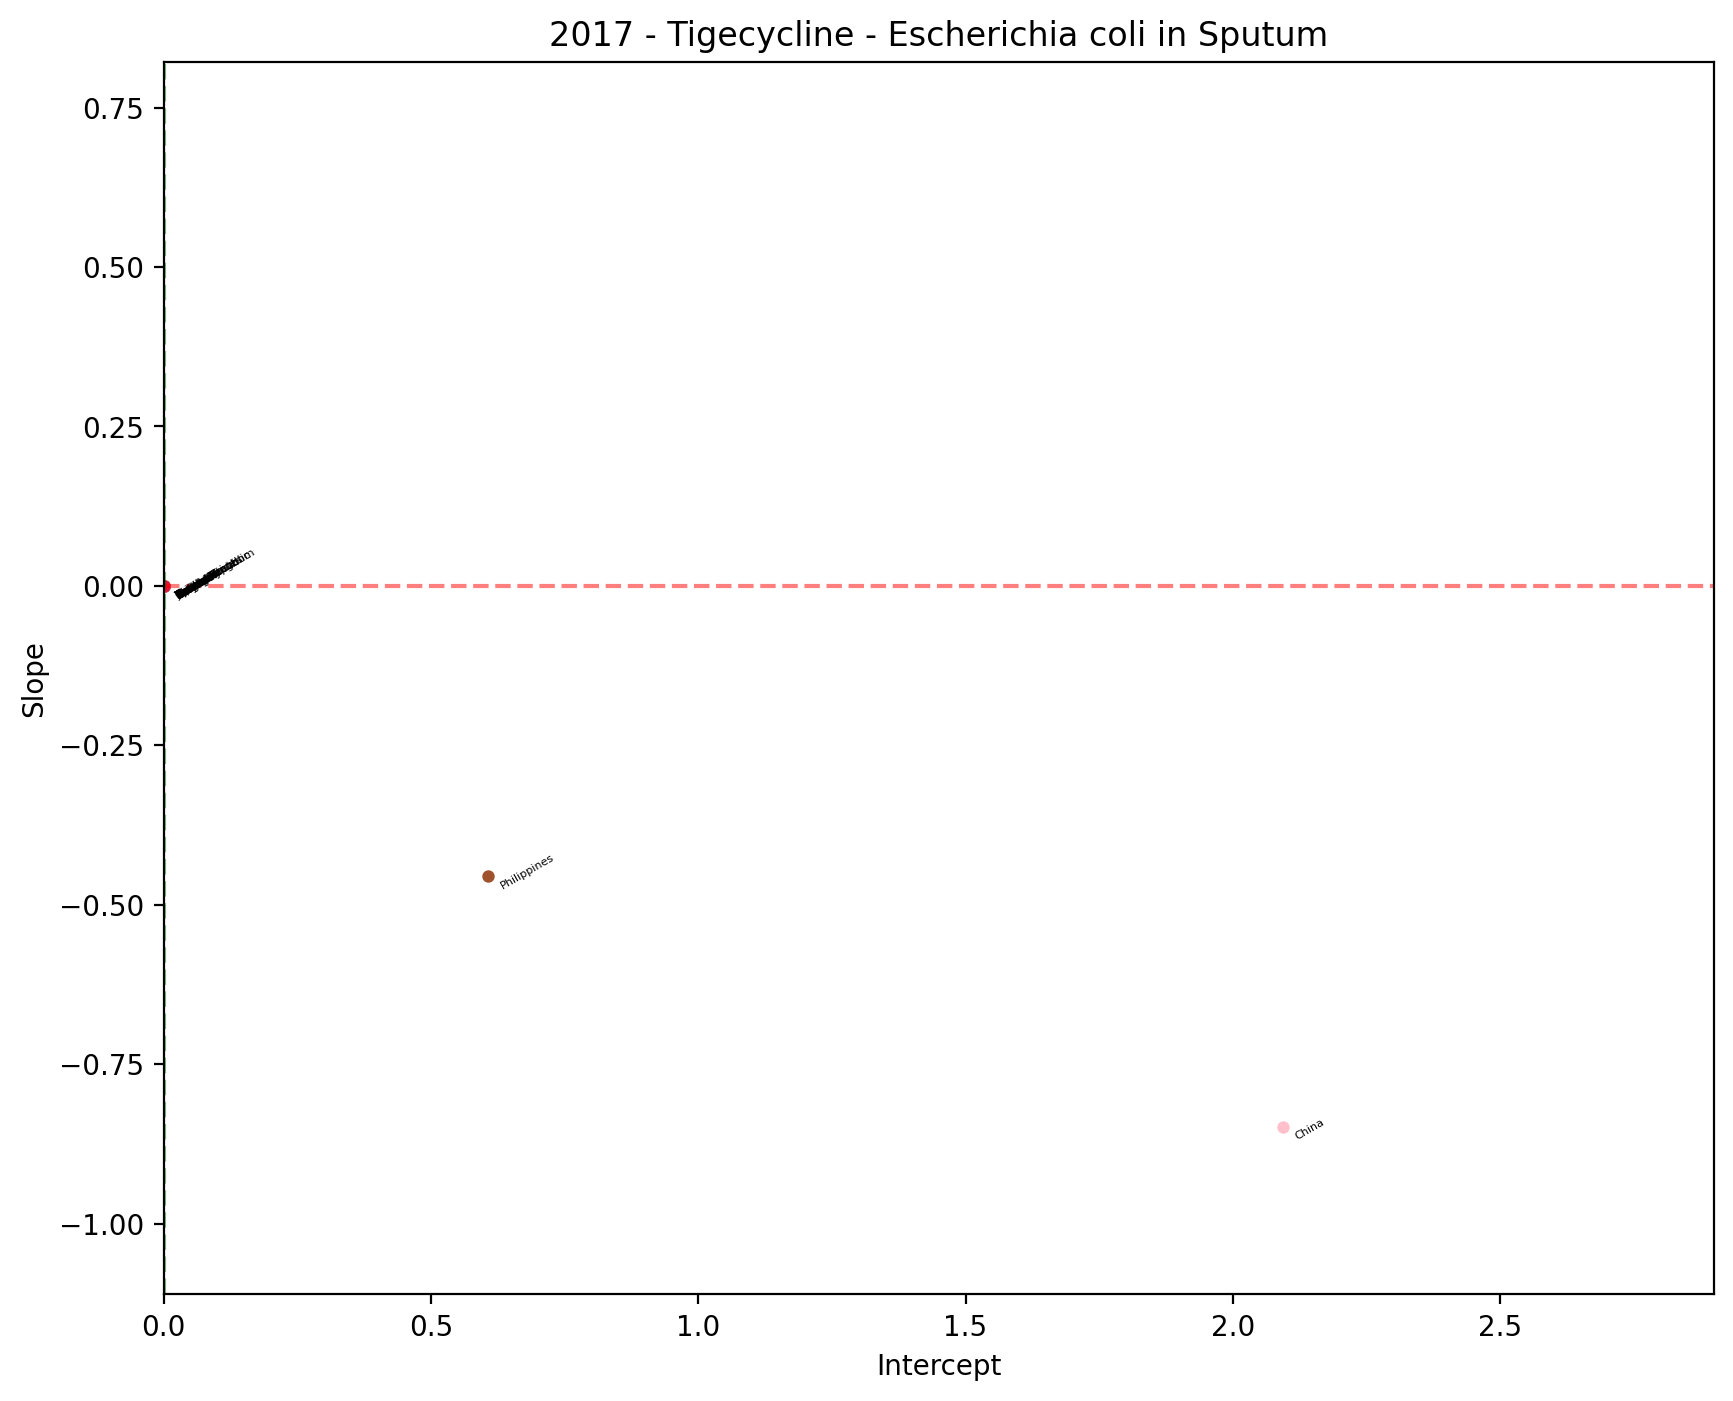 2017 - Tigecycline - Escherichia coli in Sputum
0.75
0.50
0.25
0.00
−0.25
−0.50
−0.75
−1.00
Slope
Philippines
China
0.0 0.5 1.0 1.5 2.0 2.5
Intercept